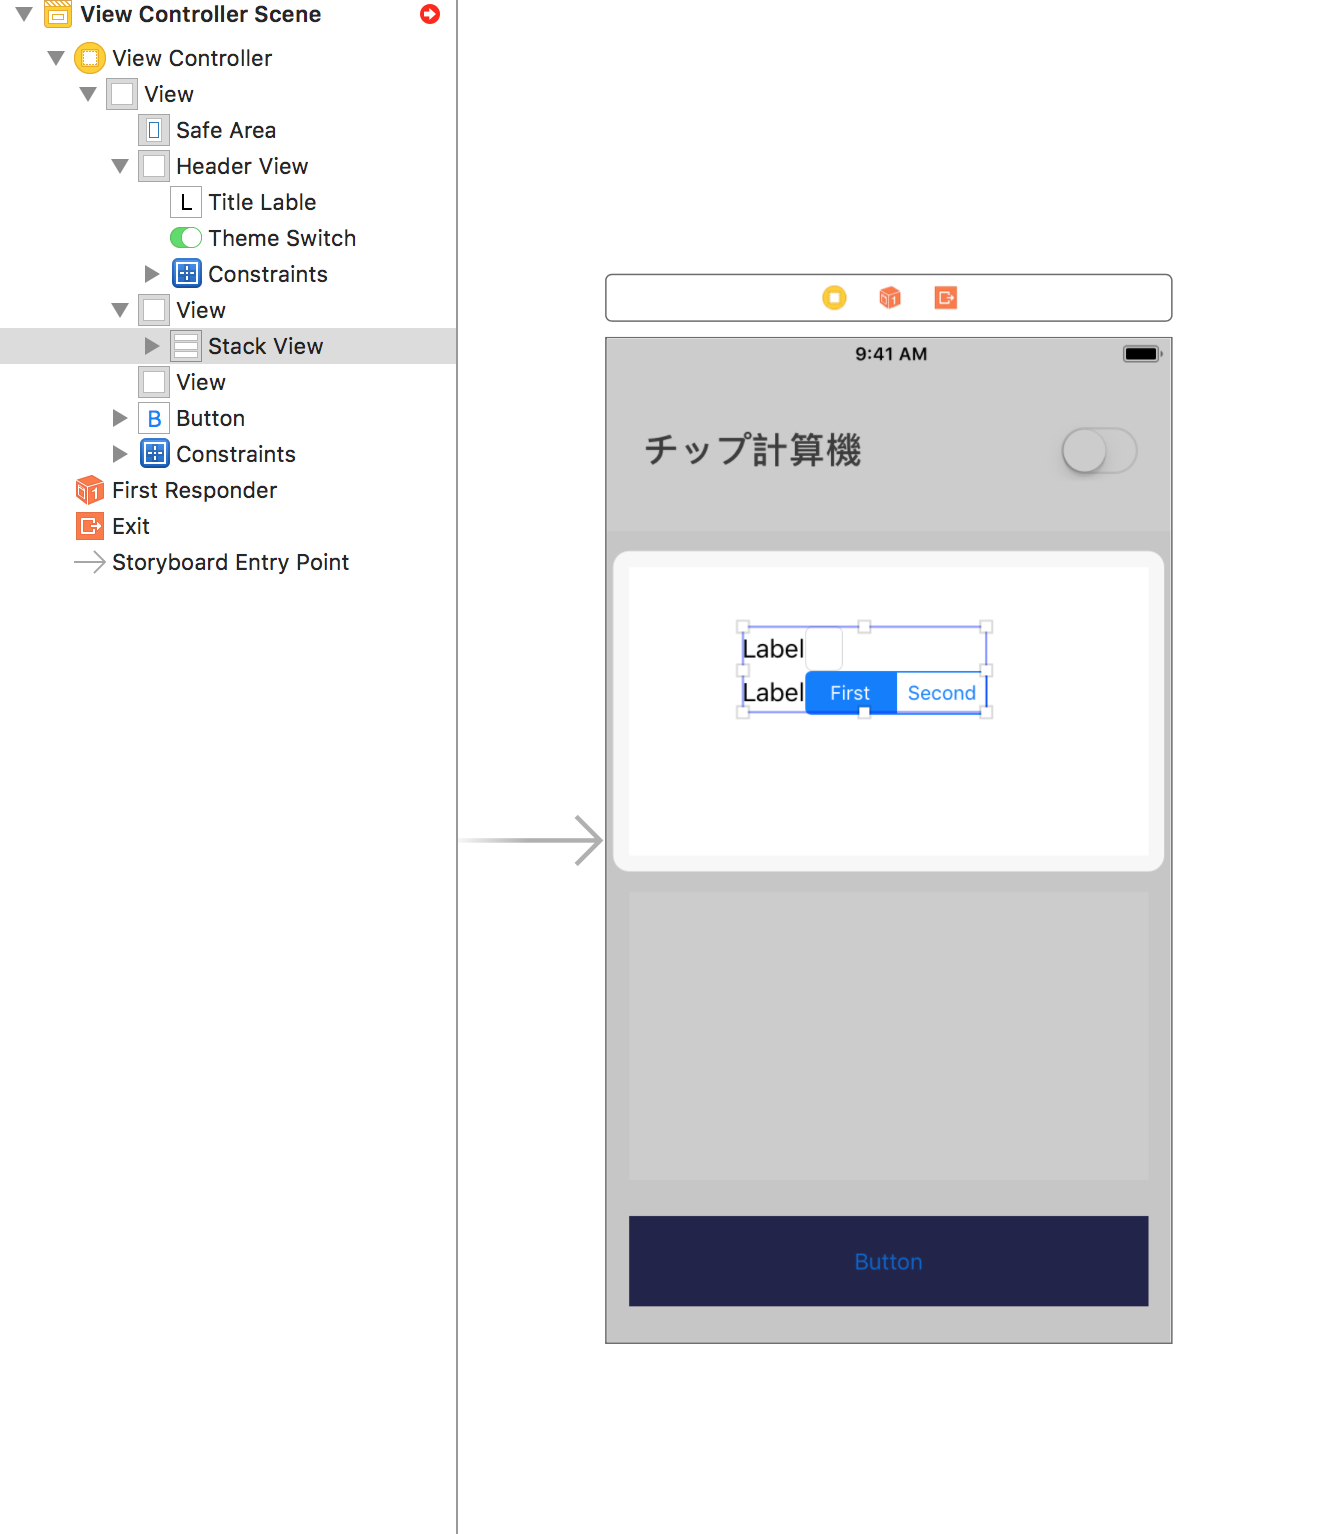 View Controller Scene
View Controller
View
Safe Area
Header View
L Title Lable
Theme Switch
Constraints
View
Stack View
View
B Button
Constraints
1 First Responder
Exit
Storyboard Entry Point
1
9:41 AM
チップ計算機
Label
Label First Second
Button